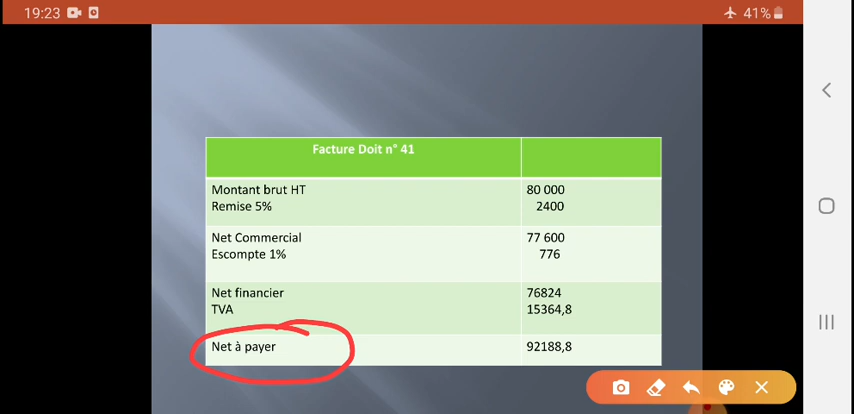 19:23
41%
Facture Doit n° 41
Montant brut HT 80 000
Remise 5% 2400
Net Commercial 77 600
Escompte 1% 776
Net financier 76824
TVA 15364,8
Net à payer 92188,8